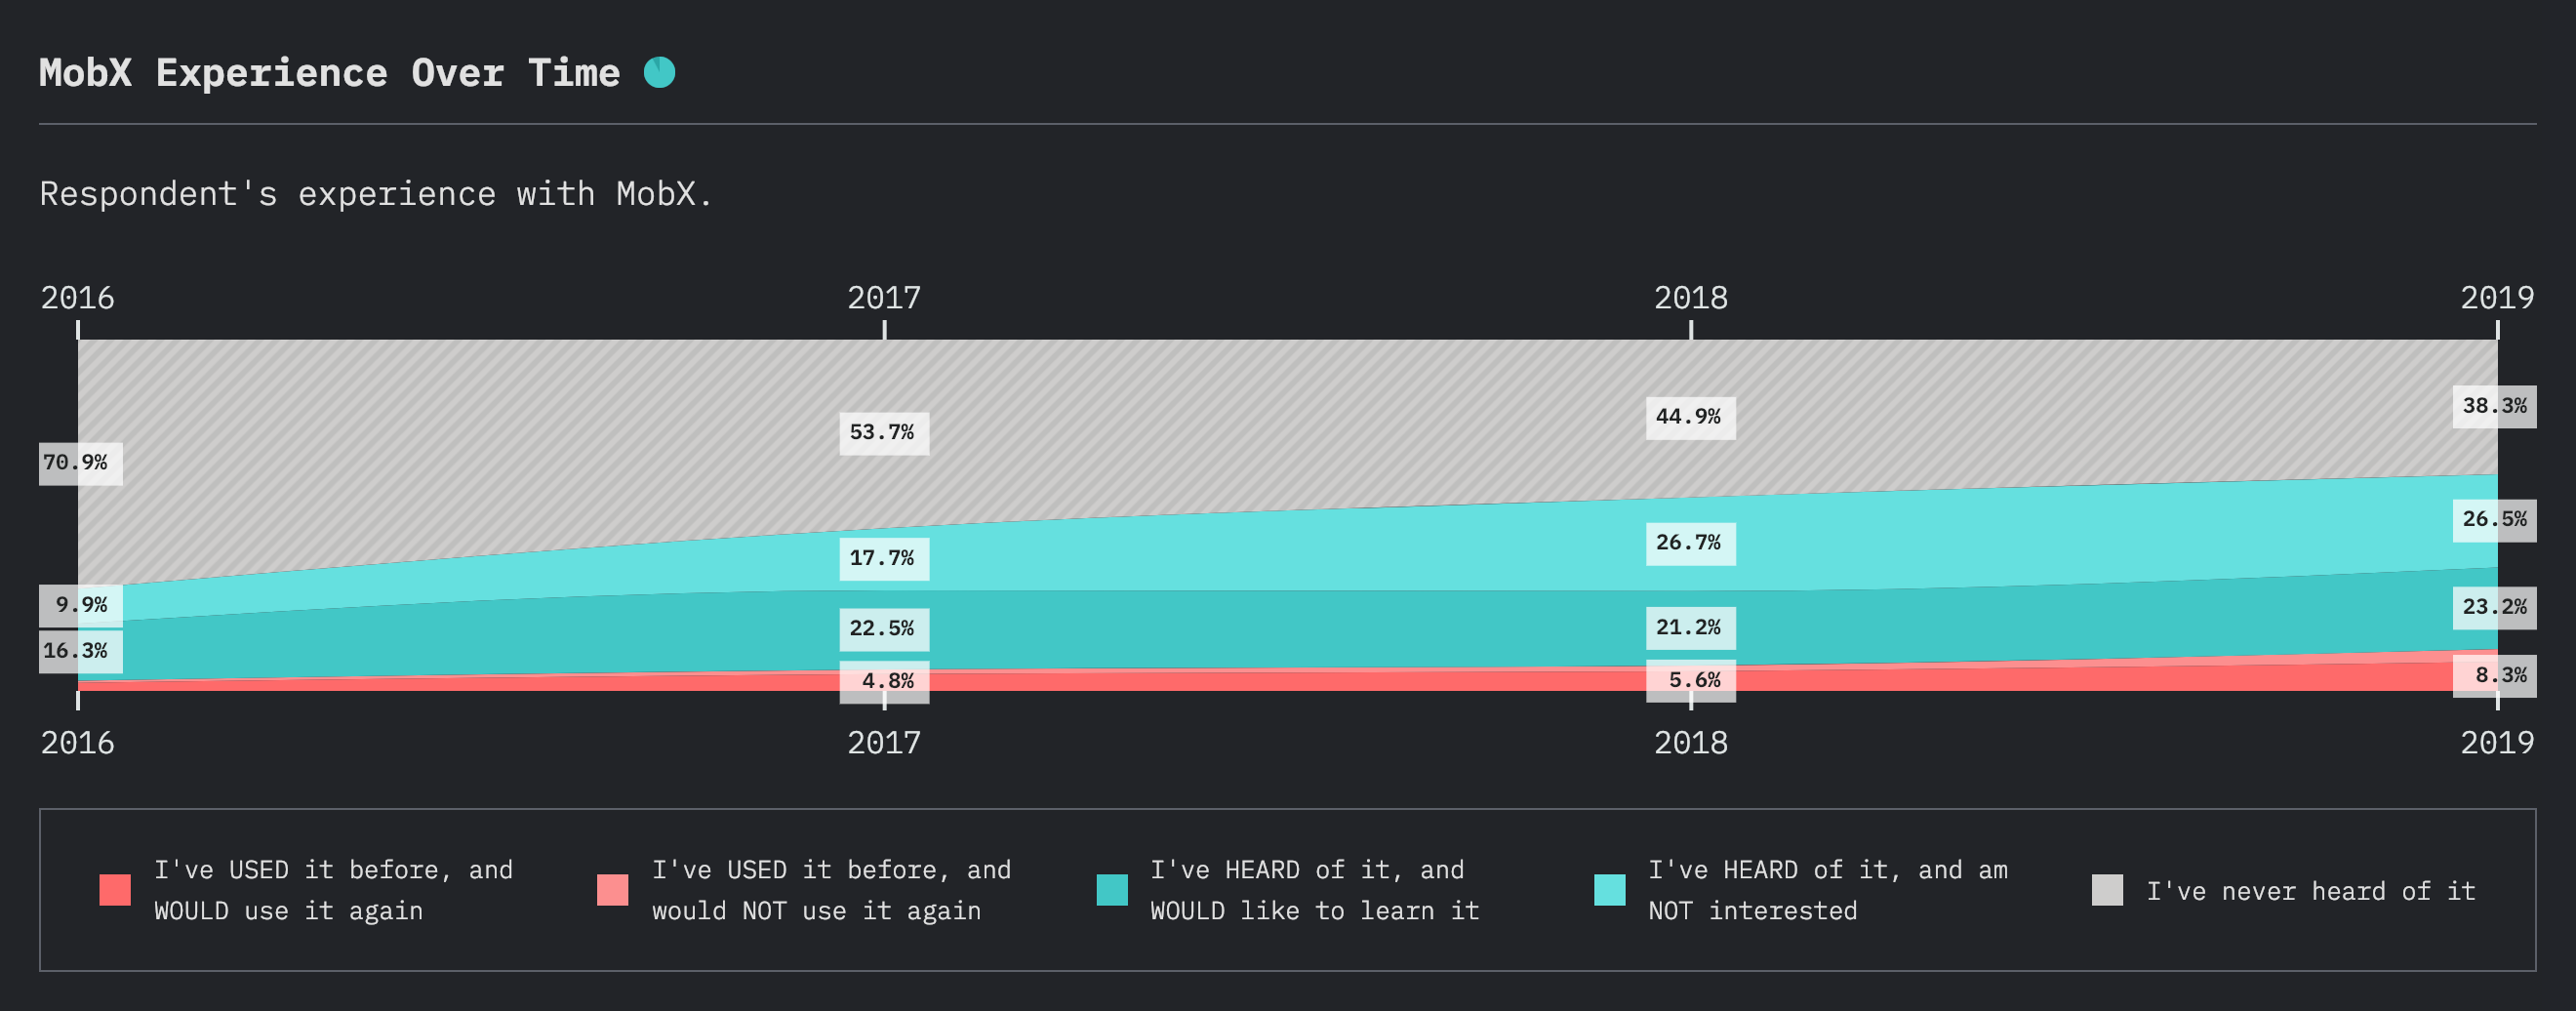 MobX Experience Over Time
Respondent's experience with MobX.
2016 2017 2018 2019
70.9% 53.7% 44.9% 38.3%
9.9% 17.7% 26.7% 26.5%
16.3% 22.5% 21.2% 23.2%
4.8% 5.6% 8.3%
2016 2017 2018 2019
I've USED it before, and
WOULD use it again
I've USED it before, and
would NOT use it again
I've HEARD of it, and
WOULD like to learn it
I've HEARD of it, and am
NOT interested
I've never heard of it